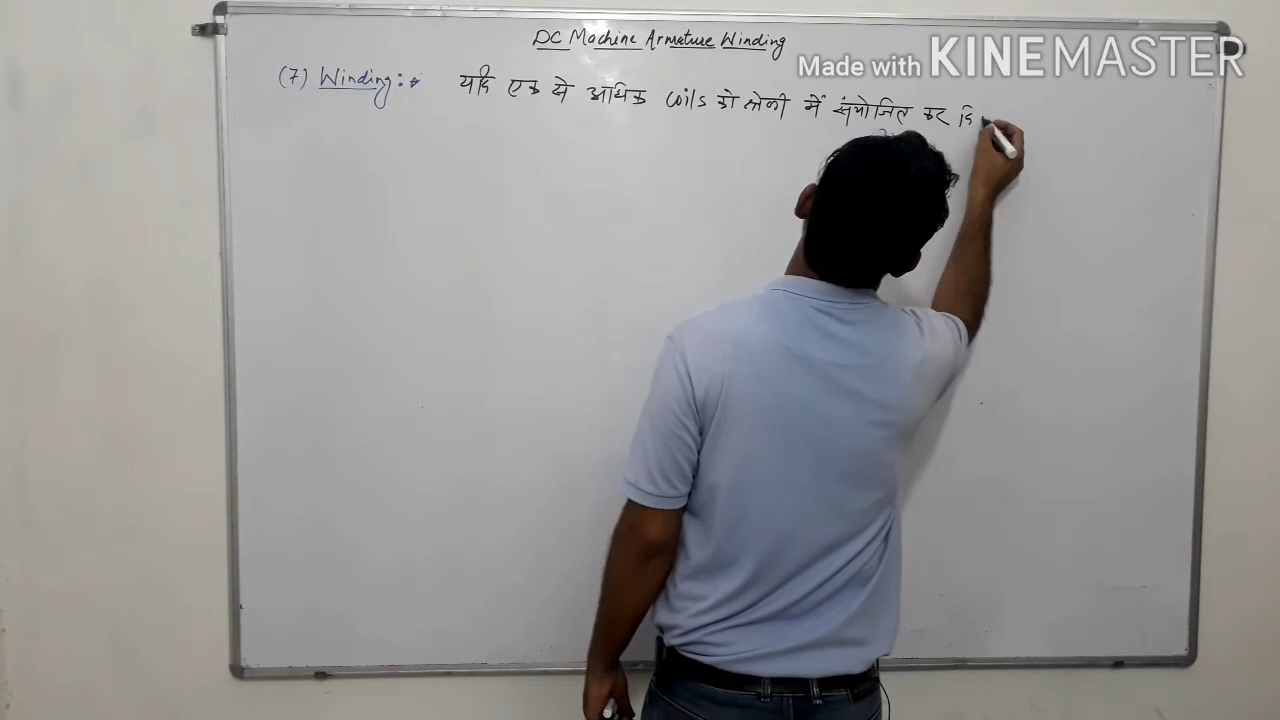 DC Machine Armature Winding
Made with KINEMASTER
(7) Winding :- यदि एक से अधिक coils को श्रेणी में संयोजित कर दि